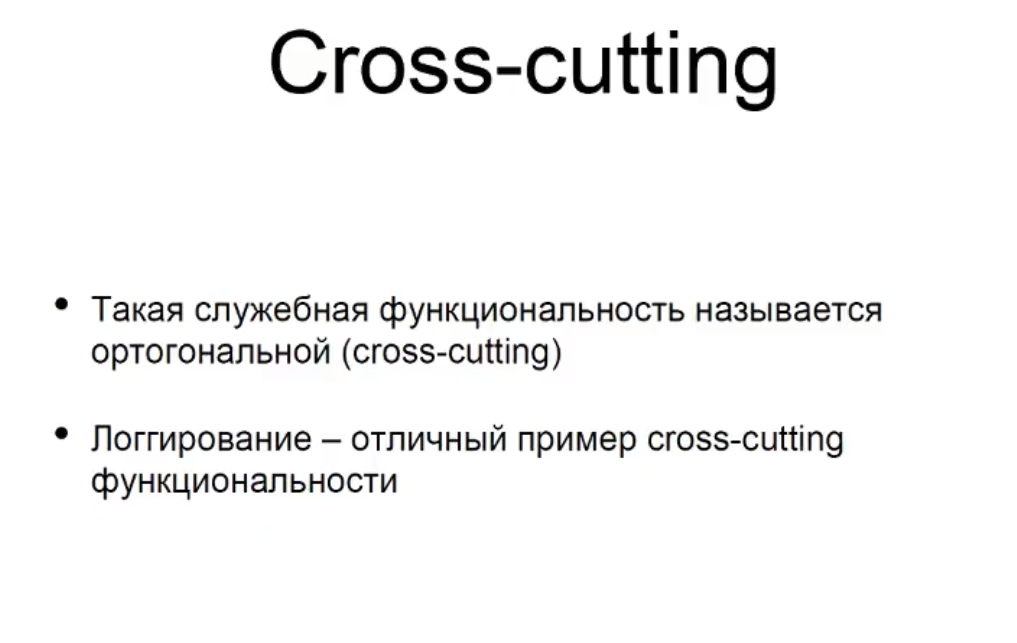 Cross-cutting
• Такая служебная функциональность называется
ортогональной (cross-cutting)
• Логгирование – отличный пример cross-cutting
функциональности